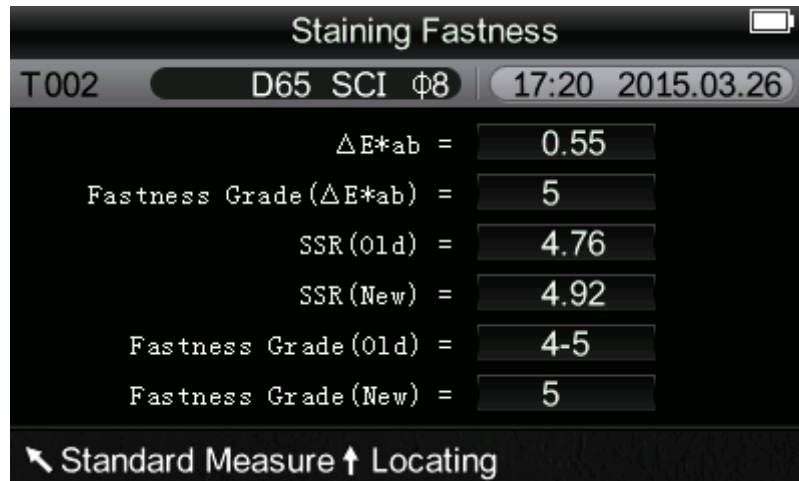 Staining Fastness
T002 D65 SCI Φ8 17:20 2015.03.26
△E*ab = 0.55
Fastness Grade(△E*ab) = 5
SSR(Old) = 4.76
SSR(New) = 4.92
Fastness Grade(Old) = 4-5
Fastness Grade(New) = 5
Standard Measure Locating